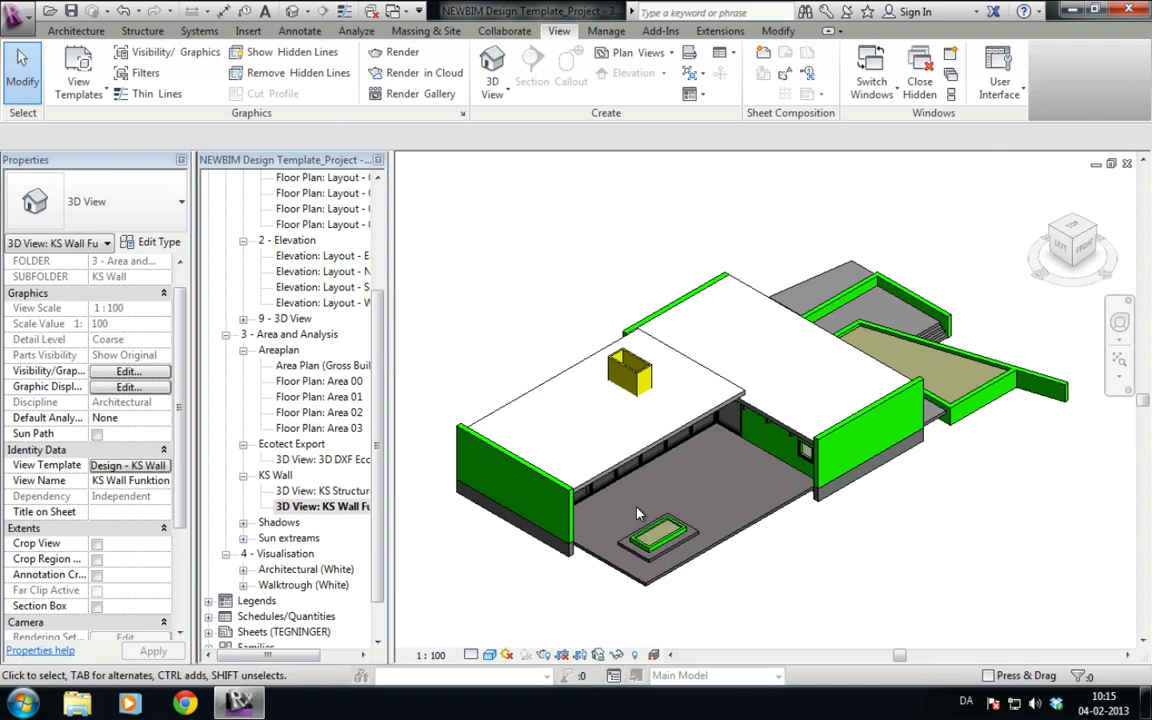 NEWBIM Design Template_Project - 3...
Type a keyword or phrase
Sign In
Architecture
Structure
Systems
Insert
Annotate
Analyze
Massing & Site
Collaborate
View
Manage
Add-Ins
Extensions
Modify
Modify
View
Templates
Visibility/ Graphics
Filters
Thin Lines
Show Hidden Lines
Remove Hidden Lines
Cut Profile
Render
Render in Cloud
Render Gallery
3D
View
Section
Callout
Plan Views
Elevation
Switch
Windows
Close
Hidden
User
Interface
Select
Graphics
Create
Sheet Composition
Windows
Properties
3D View
3D View: KS Wall Fu
Edit Type
FOLDER
3 - Area and...
SUBFOLDER
KS Wall
Graphics
View Scale
1 : 100
Scale Value 1:
100
Detail Level
Coarse
Parts Visibility
Show Original
Visibility/Grap...
Edit...
Graphic Displ...
Edit...
Discipline
Architectural
Default Analy...
None
Sun Path
Identity Data
View Template
Design - KS Wall
View Name
KS Wall Funktion
Dependency
Independent
Title on Sheet
Extents
Crop View
Crop Region ...
Annotation Cr...
Far Clip Active
Section Box
Camera
Rendering Set...
Edit...
Properties help
Apply
NEWBIM Design Template_Project -...
Floor Plan: Layout - 0
Floor Plan: Layout - 0
Floor Plan: Layout - 0
Floor Plan: Layout - 0
2 - Elevation
Elevation: Layout - E
Elevation: Layout - N
Elevation: Layout - S
Elevation: Layout - W
9 - 3D View
3 - Area and Analysis
Areaplan
Area Plan (Gross Buil
Floor Plan: Area 00
Floor Plan: Area 01
Floor Plan: Area 02
Floor Plan: Area 03
Ecotect Export
3D View: 3D DXF Eco
KS Wall
3D View: KS Structur
3D View: KS Wall Fu
Shadows
Sun extreams
4 - Visualisation
Architectural (White)
Walktrough (White)
Legends
Schedules/Quantities
Sheets (TEGNINGER)
Families
TOP
LEFT
FRONT
1 : 100
Click to select, TAB for alternates, CTRL adds, SHIFT unselects.
:0
Main Model
Press & Drag
:0
DA
10:15
04-02-2013